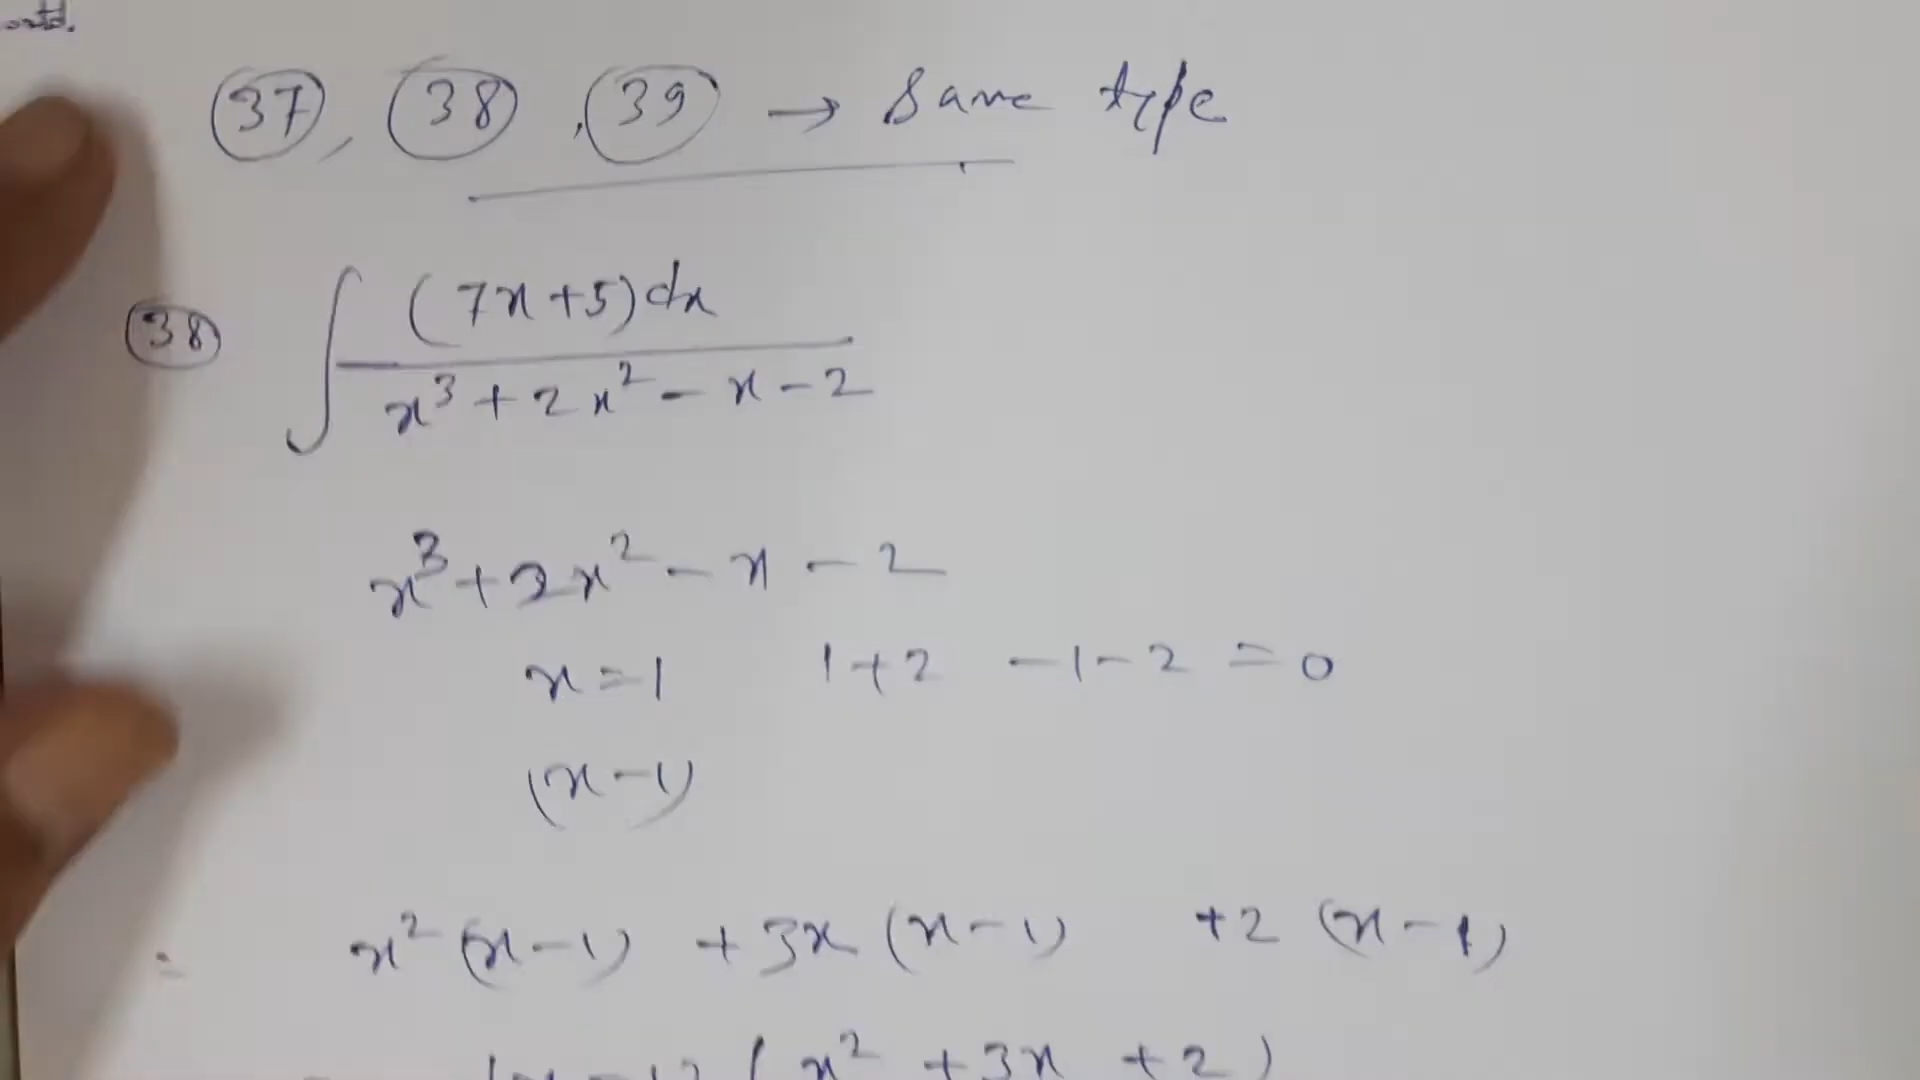 37, 38, 39 → Same type
38 ∫ (7x+5)dx / x³+2x²-x-2
x³+2x²-x-2
x=1 1+2 -1-2 =0
(x-1)
= x²(x-1) +3x(x-1) +2(x-1)
(x-1)(x²+3x+2)